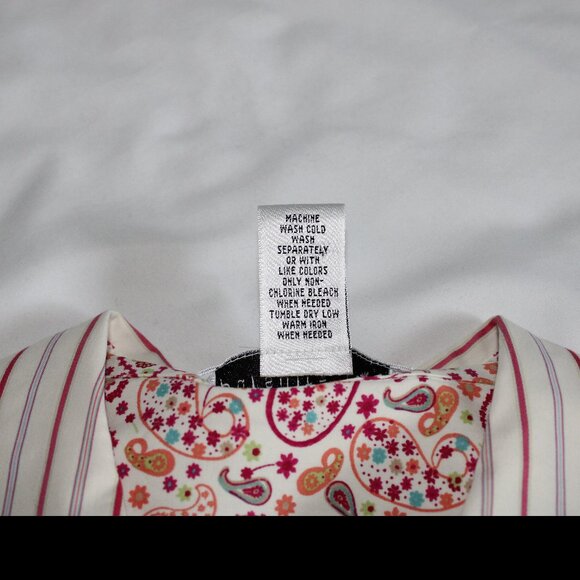 MACHINE
WASH COLD
WASH
SEPARATELY
OR WITH
LIKE COLORS
ONLY NON-
CHLORINE BLEACH
WHEN NEEDED
TUMBLE DRY LOW
WARM IRON
WHEN NEEDED